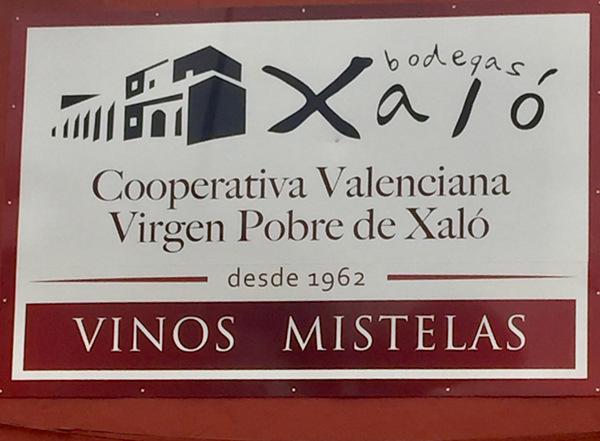 bodegas
Xaló
Cooperativa Valenciana
Virgen Pobre de Xaló
desde 1962
VINOS MISTELAS